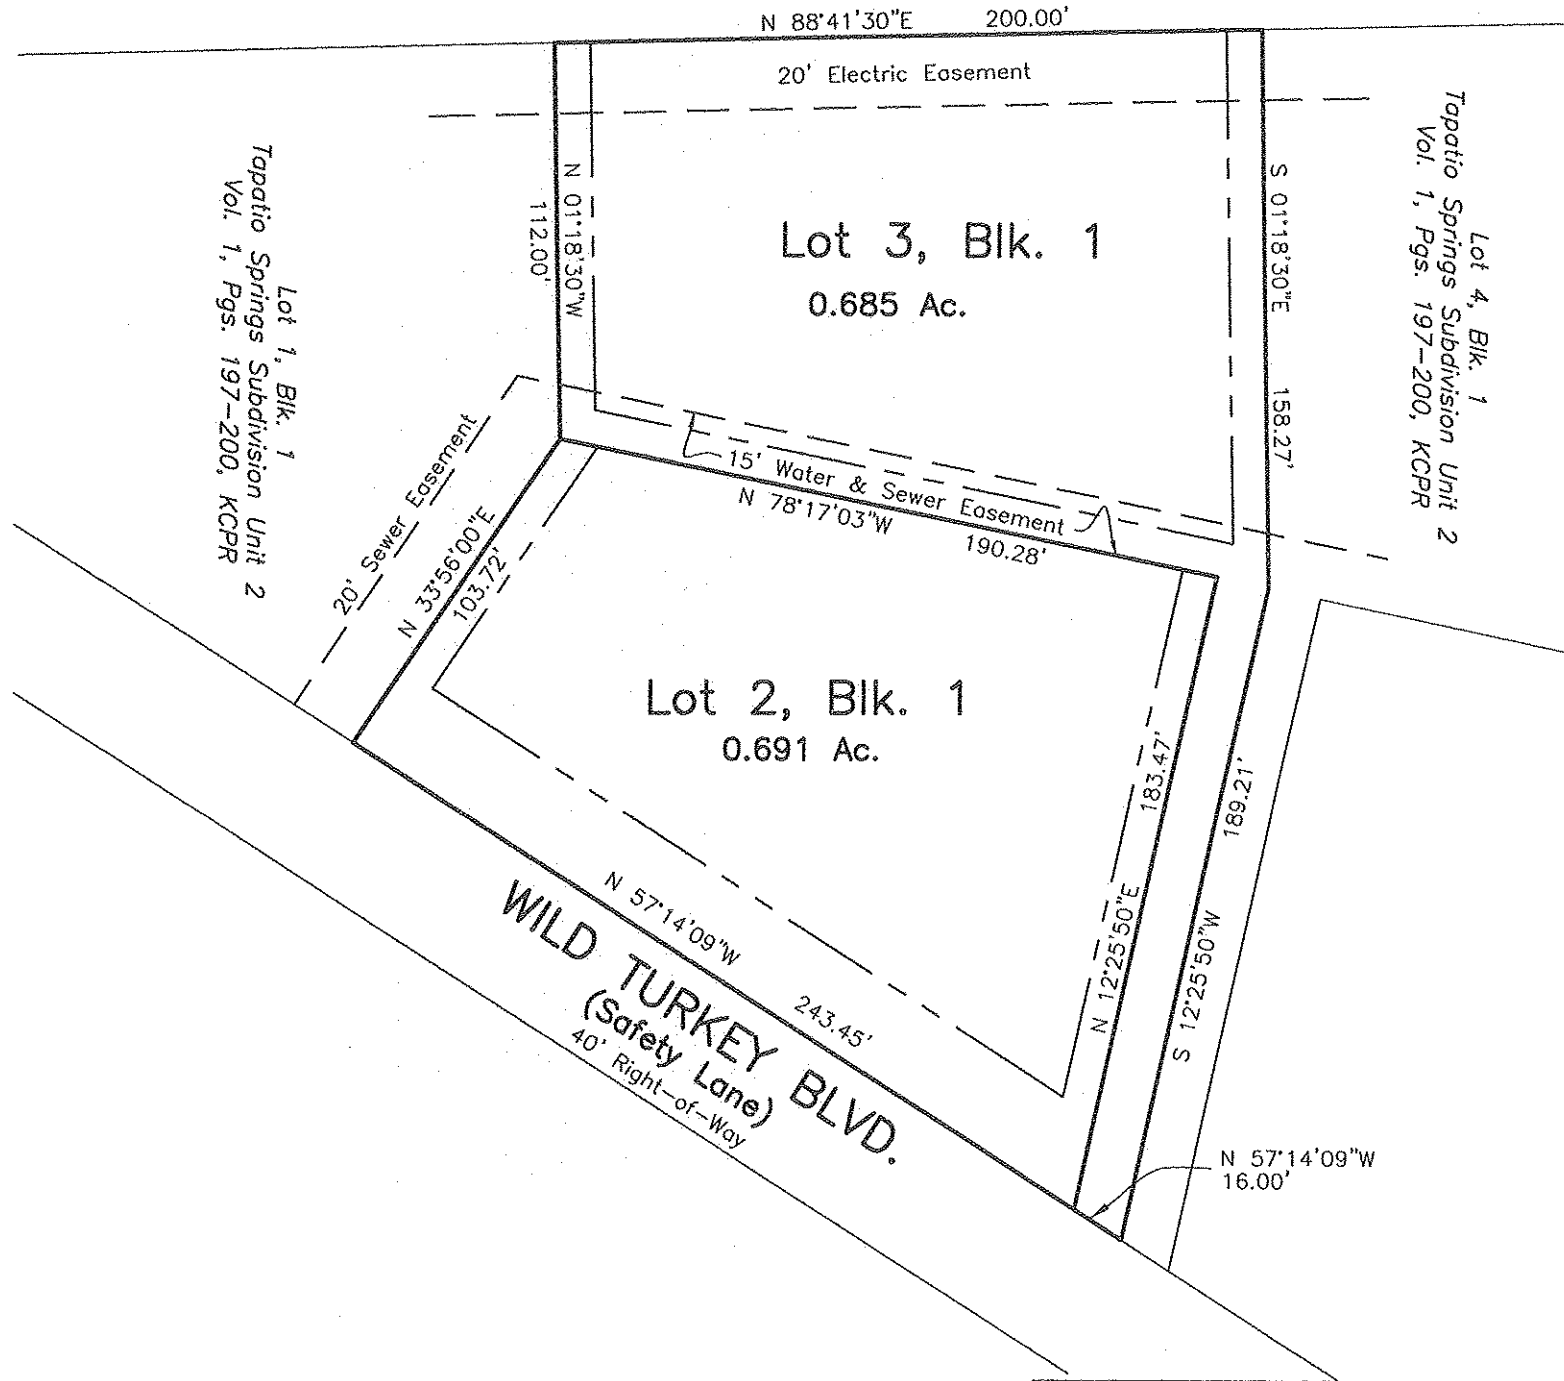 N 88°41'30"E 200.00'
20' Electric Easement
Lot 1, Blk. 1
Tapatio Springs Subdivision Unit 2
Vol. 1, Pgs. 197-200, KCPR
N 01°18'30"W
112.00'
Lot 3, Blk. 1
0.685 Ac.
S 01°18'30"E 158.27'
Lot 4, Blk. 1
Tapatio Springs Subdivision Unit 2
Vol. 1, Pgs. 197-200, KCPR
20' Sewer Easement
15' Water & Sewer Easement
N 78°17'03"W 190.28'
N 33°56'00"E
103.72'
Lot 2, Blk. 1
0.691 Ac.
N 12°25'50"E 183.47'
S 12°25'50"W 189.21'
N 57°14'09"W 243.45'
WILD TURKEY BLVD.
(Safety Lane)
40' Right-of-Way
N 57°14'09"W
16.00'